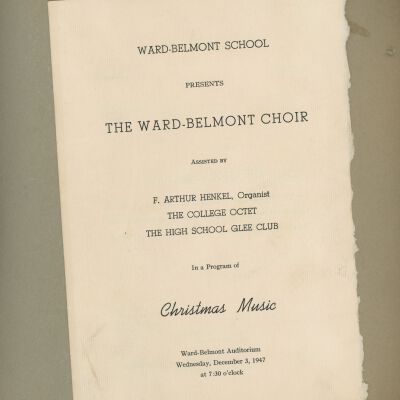 WARD-BELMONT SCHOOL
PRESENTS
THE WARD-BELMONT CHOIR
ASSISTED BY
F. ARTHUR HENKEL, Organist
THE COLLEGE OCTET
THE HIGH SCHOOL GLEE CLUB
In a Program of
Christmas Music
Ward-Belmont Auditorium
Wednesday, December 3, 1947
at 7:30 o'clock